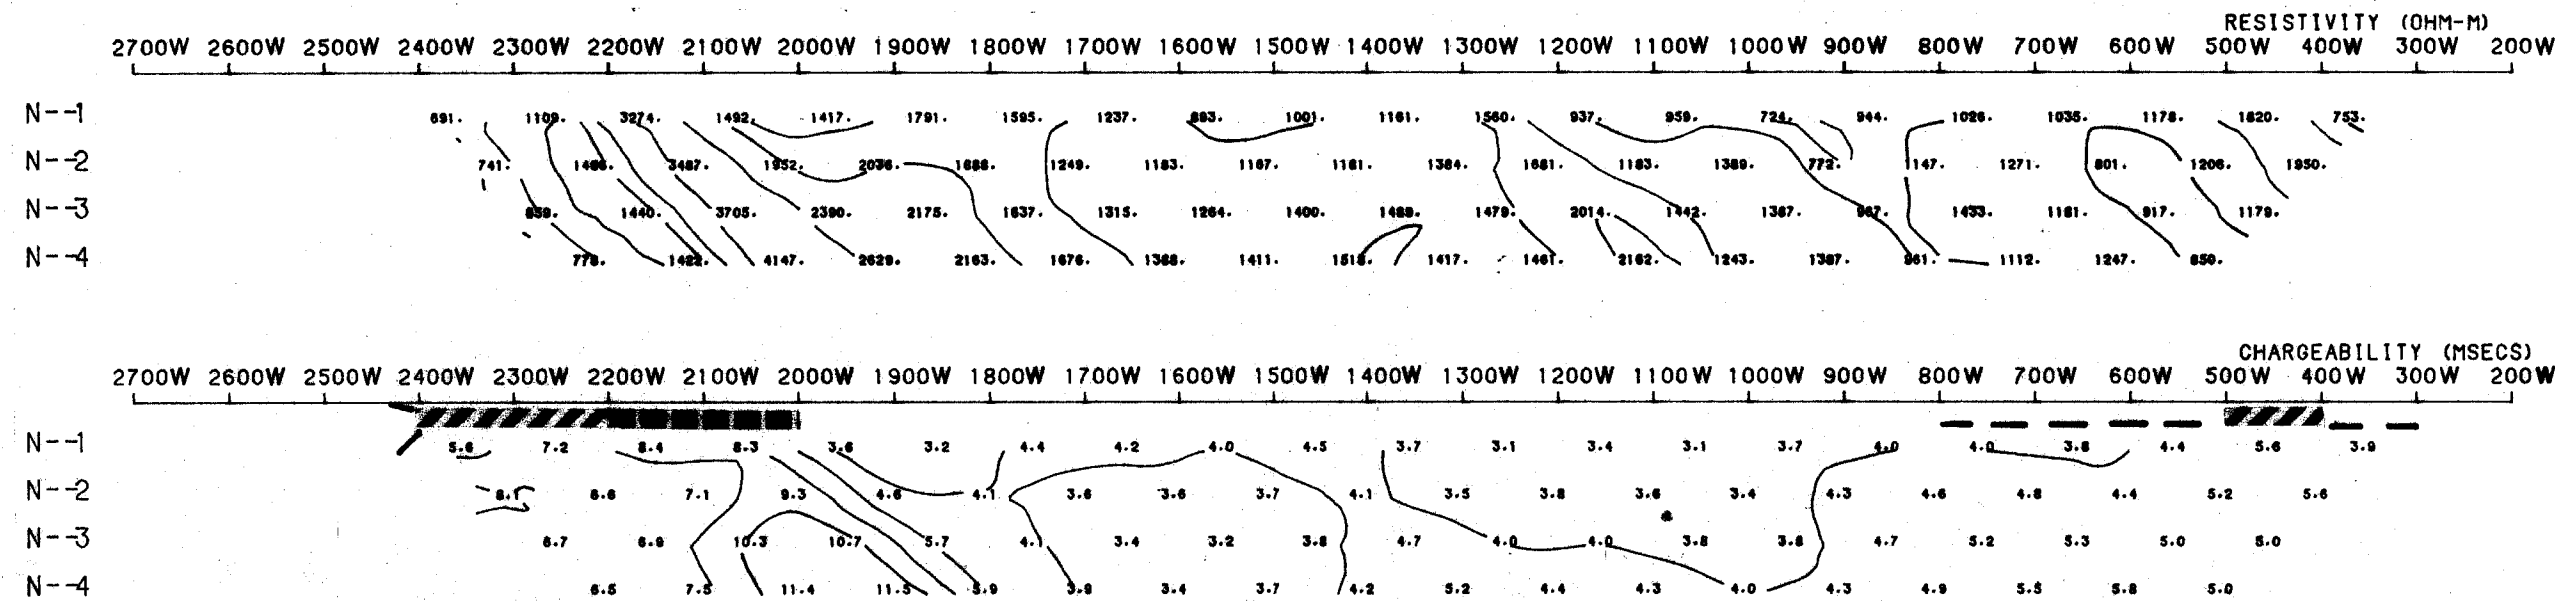 RESISTIVITY (OHM-M)
2700W 2600W 2500W 2400W 2300W 2200W 2100W 2000W 1900W 1800W 1700W 1600W 1500W 1400W 1300W 1200W 1100W 1000W 900W 800W 700W 600W 500W 400W 300W 200W
N--1 691. 1109. 3274. 1492. 1417. 1791. 1595. 1237. 893. 1001. 1161. 1560. 937. 959. 724. 944. 1026. 1035. 1178. 1820. 753.
N--2 741. 1486. 3487. 1952. 2036. 1688. 1249. 1183. 1167. 1181. 1384. 1681. 1183. 1389. 772. 1147. 1271. 801. 1206. 1950.
N--3 859. 1440. 3705. 2390. 2175. 1637. 1315. 1264. 1400. 1489. 1479. 2014. 1442. 1387. 967. 1433. 1181. 917. 1179.
N--4 778. 1422. 4147. 2629. 2163. 1676. 1368. 1411. 1518. 1417. 1461. 2162. 1243. 1387. 961. 1112. 1247. 850.
CHARGEABILITY (MSECS)
2700W 2600W 2500W 2400W 2300W 2200W 2100W 2000W 1900W 1800W 1700W 1600W 1500W 1400W 1300W 1200W 1100W 1000W 900W 800W 700W 600W 500W 400W 300W 200W
N--1 5.6 7.2 8.4 8.3 3.6 3.2 4.4 4.2 4.0 4.5 3.7 3.1 3.4 3.1 3.7 4.0 4.0 3.8 4.4 5.6 3.9
N--2 6.1 6.6 7.1 9.3 4.6 4.1 3.6 3.6 3.7 4.1 3.5 3.8 3.6 3.4 4.3 4.6 4.8 4.4 5.2 5.6
N--3 6.7 6.9 10.3 10.7 5.7 4.1 3.4 3.2 3.8 4.7 4.0 4.0 3.8 3.8 4.7 5.2 5.3 5.0 5.0
N--4 6.5 7.5 11.4 11.5 5.9 3.9 3.4 3.7 4.2 5.2 4.4 4.3 4.0 4.3 4.9 5.5 5.8 5.0